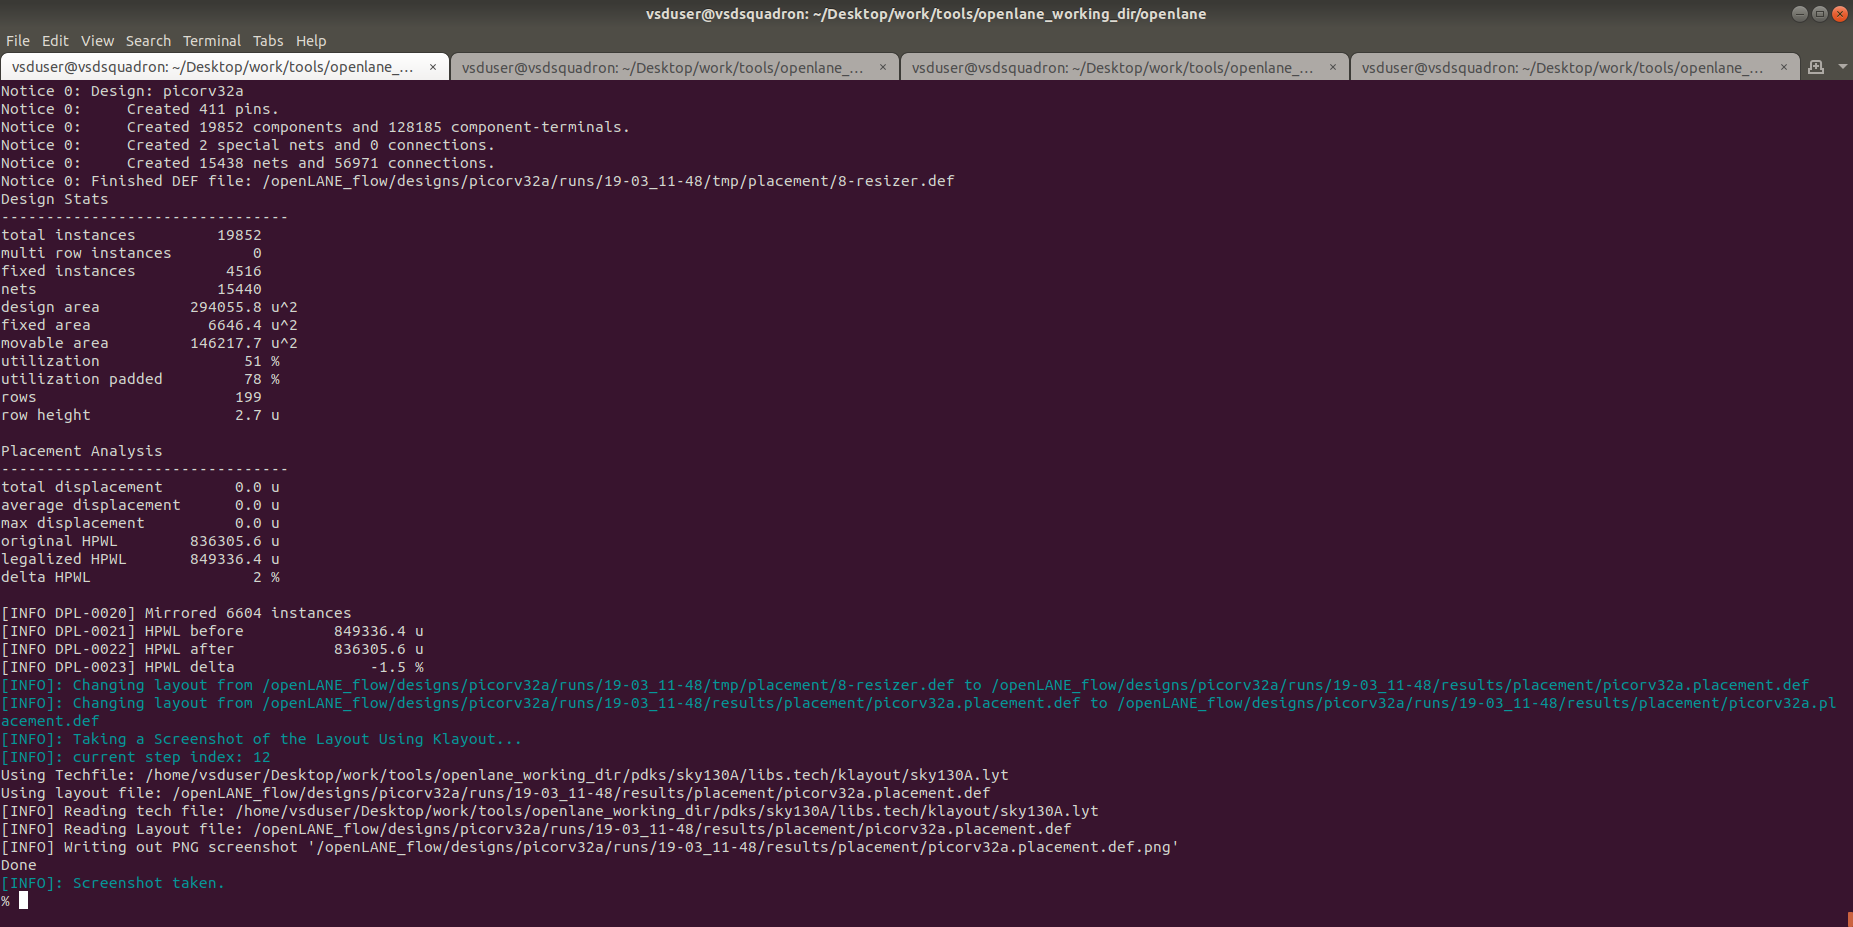 vsduser@vsdsquadron: ~/Desktop/work/tools/openlane_working_dir/openlane
File Edit View Search Terminal Tabs Help
vsduser@vsdsquadron: ~/Desktop/work/tools/openlane_... × vsduser@vsdsquadron: ~/Desktop/work/tools/openlane_... × vsduser@vsdsquadron: ~/Desktop/work/tools/openlane_... × vsduser@vsdsquadron: ~/Desktop/work/tools/openlane_... ×
Notice 0: Design: picorv32a
Notice 0:     Created 411 pins.
Notice 0:     Created 19852 components and 128185 component-terminals.
Notice 0:     Created 2 special nets and 0 connections.
Notice 0:     Created 15438 nets and 56971 connections.
Notice 0: Finished DEF file: /openLANE_flow/designs/picorv32a/runs/19-03_11-48/tmp/placement/8-resizer.def
Design Stats
--------------------------------
total instances         19852
multi row instances         0
fixed instances          4516
nets                    15440
design area          294055.8 u^2
fixed area             6646.4 u^2
movable area         146217.7 u^2
utilization                51 %
utilization padded         78 %
rows                      199
row height                2.7 u
Placement Analysis
--------------------------------
total displacement        0.0 u
average displacement      0.0 u
max displacement          0.0 u
original HPWL        836305.6 u
legalized HPWL       849336.4 u
delta HPWL                  2 %
[INFO DPL-0020] Mirrored 6604 instances
[INFO DPL-0021] HPWL before          849336.4 u
[INFO DPL-0022] HPWL after           836305.6 u
[INFO DPL-0023] HPWL delta               -1.5 %
[INFO]: Changing layout from /openLANE_flow/designs/picorv32a/runs/19-03_11-48/tmp/placement/8-resizer.def to /openLANE_flow/designs/picorv32a/runs/19-03_11-48/results/placement/picorv32a.placement.def
[INFO]: Changing layout from /openLANE_flow/designs/picorv32a/runs/19-03_11-48/results/placement/picorv32a.placement.def to /openLANE_flow/designs/picorv32a/runs/19-03_11-48/results/placement/picorv32a.pl
acement.def
[INFO]: Taking a Screenshot of the Layout Using Klayout...
[INFO]: current step index: 12
Using Techfile: /home/vsduser/Desktop/work/tools/openlane_working_dir/pdks/sky130A/libs.tech/klayout/sky130A.lyt
Using layout file: /openLANE_flow/designs/picorv32a/runs/19-03_11-48/results/placement/picorv32a.placement.def
[INFO] Reading tech file: /home/vsduser/Desktop/work/tools/openlane_working_dir/pdks/sky130A/libs.tech/klayout/sky130A.lyt
[INFO] Reading Layout file: /openLANE_flow/designs/picorv32a/runs/19-03_11-48/results/placement/picorv32a.placement.def
[INFO] Writing out PNG screenshot '/openLANE_flow/designs/picorv32a/runs/19-03_11-48/results/placement/picorv32a.placement.def.png'
Done
[INFO]: Screenshot taken.
%